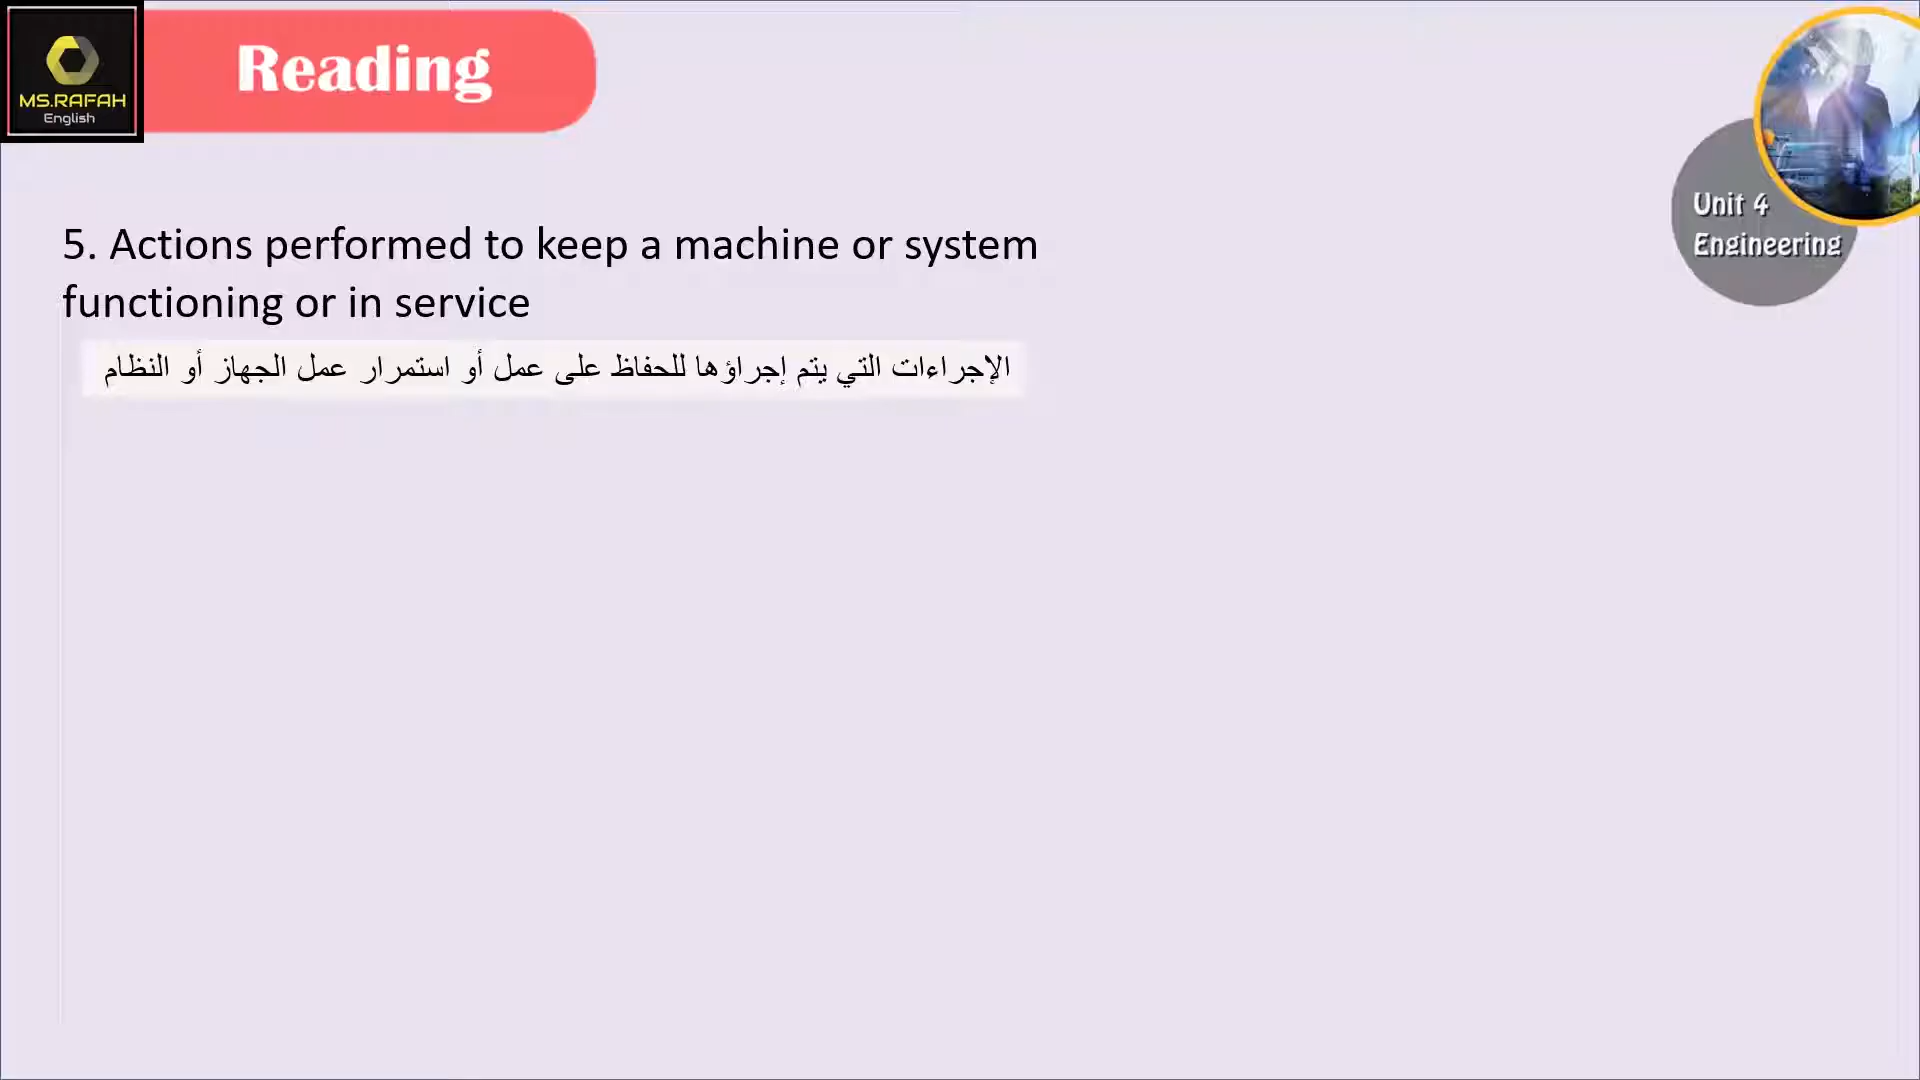 MS.RAFAH
English
Reading
Unit 4
Engineering
5. Actions performed to keep a machine or system
functioning or in service
الإجراءات التي يتم إجراؤها للحفاظ على عمل أو استمرار عمل الجهاز أو النظام